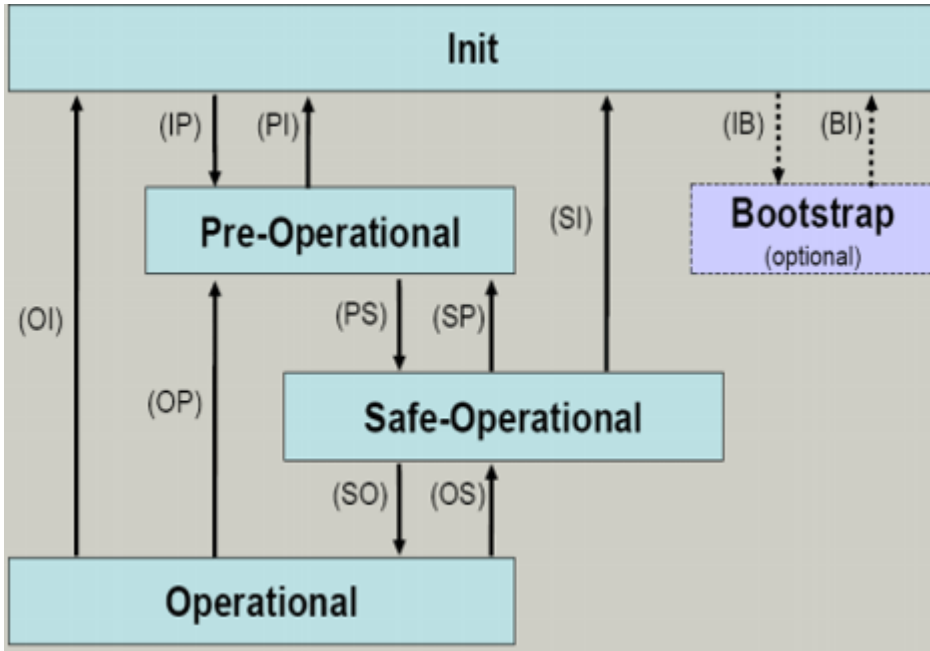 Init
(IP)
(PI)
(IB)
(BI)
Pre-Operational
(SI)
Bootstrap
(optional)
(OI)
(PS)
(SP)
(OP)
Safe-Operational
(SO)
(OS)
Operational